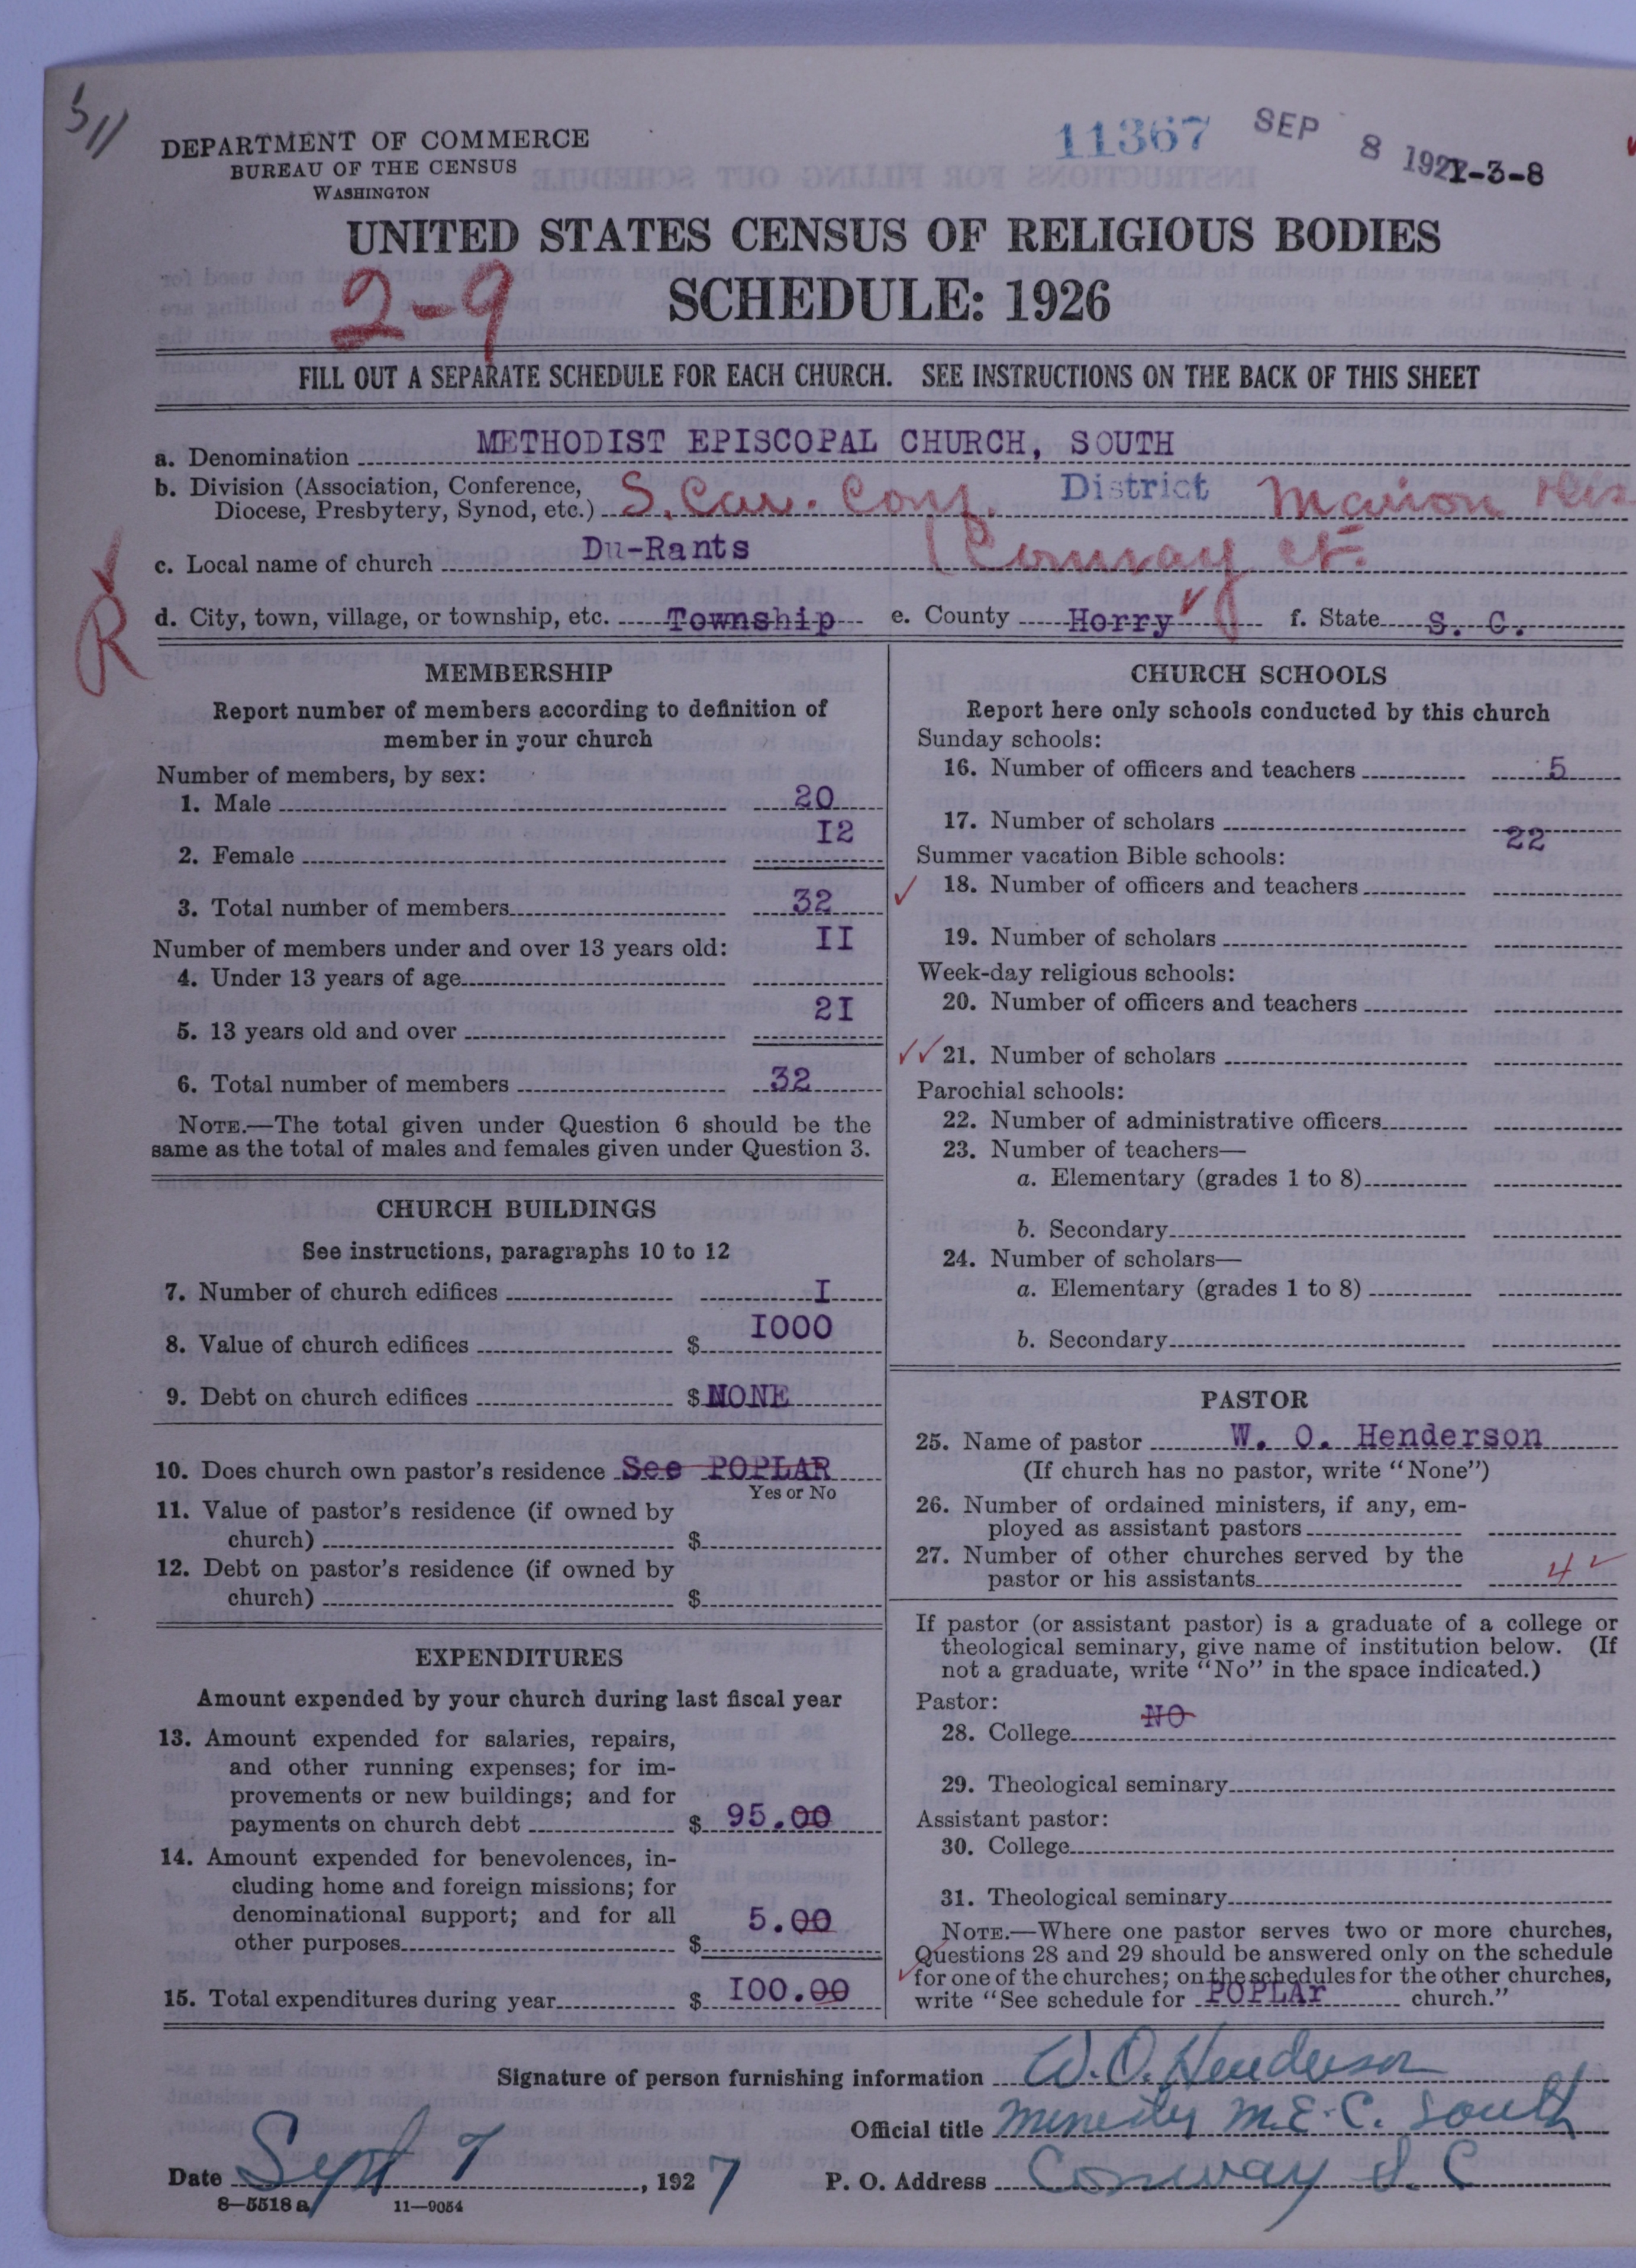 511
DEPARTMENT OF COMMERCE
BUREAU OF THE CENSUS
WASHINGTON
11367
SEP 8 1927
1-3-8
UNITED STATES CENSUS OF RELIGIOUS BODIES
2-9
SCHEDULE: 1926
FILL OUT A SEPARATE SCHEDULE FOR EACH CHURCH. SEE INSTRUCTIONS ON THE BACK OF THIS SHEET
a. Denomination METHODIST EPISCOPAL CHURCH, SOUTH
b. Division (Association, Conference,
Diocese, Presbytery, Synod, etc.) S. Car. Conf. District Marion
c. Local name of church Du-Rants (Conway ct.
R
d. City, town, village, or township, etc. Township e. County Horry f. State S. C.
MEMBERSHIP
Report number of members according to definition of
member in your church
Number of members, by sex:
1. Male 20
2. Female I2
3. Total number of members 32
Number of members under and over 13 years old:
4. Under 13 years of age II
5. 13 years old and over 2I
6. Total number of members 32
NOTE.—The total given under Question 6 should be the
same as the total of males and females given under Question 3.
CHURCH BUILDINGS
See instructions, paragraphs 10 to 12
7. Number of church edifices I
8. Value of church edifices $ I000
9. Debt on church edifices $ NONE
10. Does church own pastor's residence See POPLAR
Yes or No
11. Value of pastor's residence (if owned by
church) $
12. Debt on pastor's residence (if owned by
church) $
EXPENDITURES
Amount expended by your church during last fiscal year
13. Amount expended for salaries, repairs,
and other running expenses; for im-
provements or new buildings; and for
payments on church debt $ 95.00
14. Amount expended for benevolences, in-
cluding home and foreign missions; for
denominational support; and for all
other purposes $ 5.00
15. Total expenditures during year $ I00.00
CHURCH SCHOOLS
Report here only schools conducted by this church
Sunday schools:
16. Number of officers and teachers 5
17. Number of scholars 22
Summer vacation Bible schools:
18. Number of officers and teachers
19. Number of scholars
Week-day religious schools:
20. Number of officers and teachers
21. Number of scholars
Parochial schools:
22. Number of administrative officers
23. Number of teachers—
a. Elementary (grades 1 to 8)
b. Secondary
24. Number of scholars—
a. Elementary (grades 1 to 8)
b. Secondary
PASTOR
25. Name of pastor W. O. Henderson
(If church has no pastor, write "None")
26. Number of ordained ministers, if any, em-
ployed as assistant pastors
27. Number of other churches served by the
pastor or his assistants 4
If pastor (or assistant pastor) is a graduate of a college or
theological seminary, give name of institution below. (If
not a graduate, write "No" in the space indicated.)
Pastor:
28. College NO
29. Theological seminary
Assistant pastor:
30. College
31. Theological seminary
NOTE.—Where one pastor serves two or more churches,
Questions 28 and 29 should be answered only on the schedule
for one of the churches; on the schedules for the other churches,
write "See schedule for POPLAr church."
Signature of person furnishing information W. O. Henderson
Official title M.E.C. South
Date Sept 7, 1927 P. O. Address Conway S. C
8—5518 a 11—9054